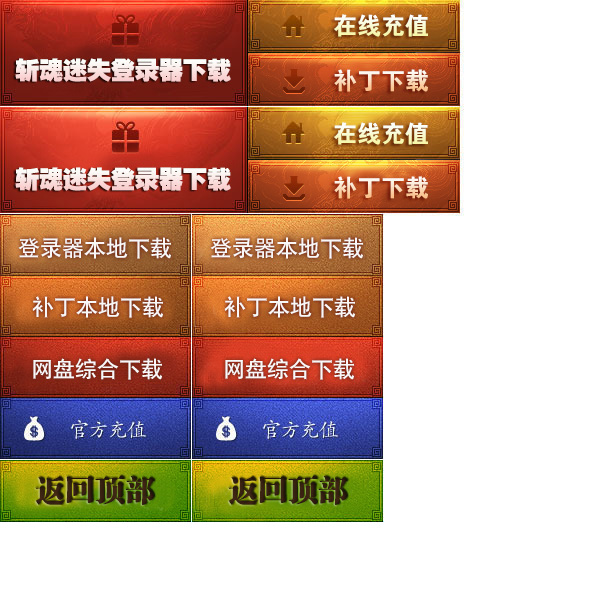 在线充值
斩魂迷失登录器下载
补丁下载
在线充值
斩魂迷失登录器下载
补丁下载
登录器本地下载 登录器本地下载
补丁本地下载 补丁本地下载
网盘综合下载 网盘综合下载
$ 官方充值 $ 官方充值
返回顶部 返回顶部